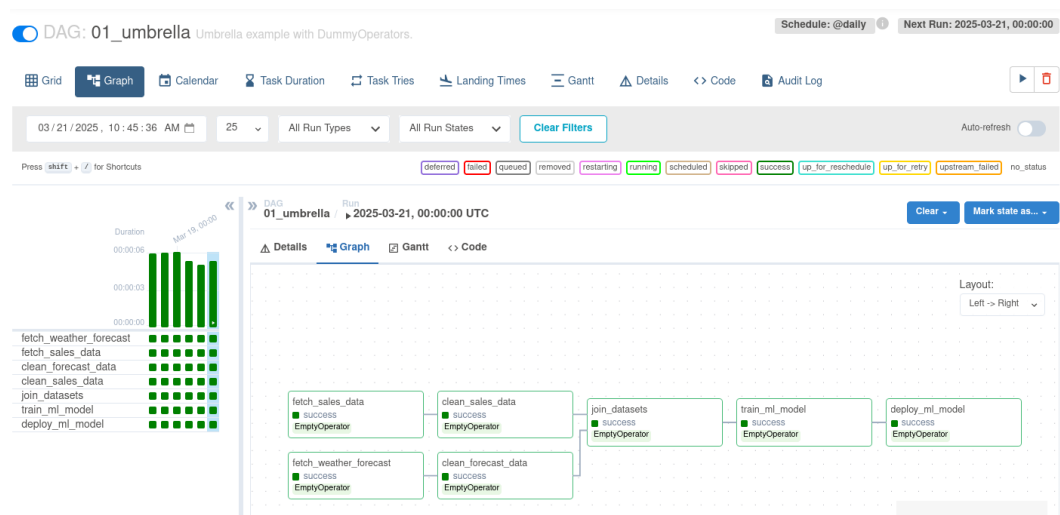 DAG: 01_umbrella Umbrella example with DummyOperators.
Schedule: @daily
Next Run: 2025-03-21, 00:00:00
Grid
Graph
Calendar
Task Duration
Task Tries
Landing Times
Gantt
Details
Code
Audit Log
03/21/2025, 10:45:36 AM
25
All Run Types
All Run States
Clear Filters
Auto-refresh
Press shift + / for Shortcuts
deferred
failed
queued
removed
restarting
running
scheduled
skipped
success
up_for_reschedule
up_for_retry
upstream_failed
no_status
Duration
Mar 19, 00:00
00:00:06
00:00:03
00:00:00
fetch_weather_forecast
fetch_sales_data
clean_forecast_data
clean_sales_data
join_datasets
train_ml_model
deploy_ml_model
DAG
01_umbrella
/
Run
2025-03-21, 00:00:00 UTC
Clear
Mark state as...
Details
Graph
Gantt
Code
Layout:
Left -> Right
fetch_sales_data
success
EmptyOperator
clean_sales_data
success
EmptyOperator
join_datasets
success
EmptyOperator
train_ml_model
success
EmptyOperator
deploy_ml_model
success
EmptyOperator
fetch_weather_forecast
success
EmptyOperator
clean_forecast_data
success
EmptyOperator